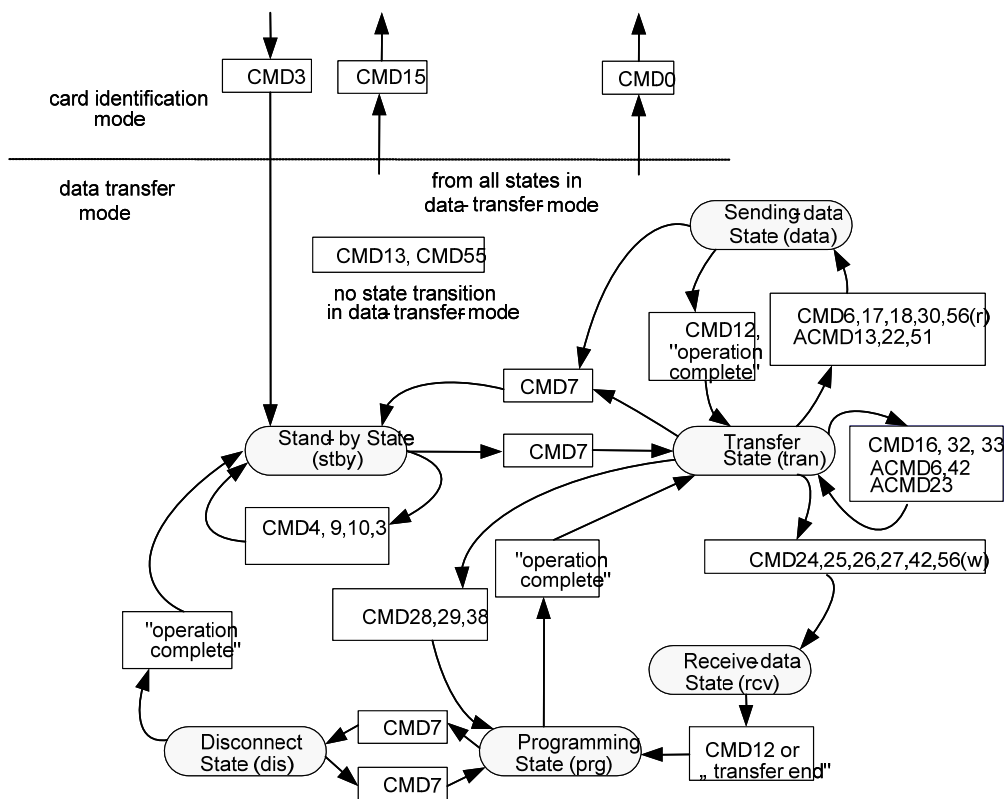 CMD3
CMD15
CMD0
card identification
mode
data transfer
mode
from all states in
data-transfer-mode
Sending-data
State (data)
CMD13, CMD55
no state transition
in data-transfer-mode
CMD12,
"operation
complete"
CMD6,17,18,30,56(r)
ACMD13,22,51
CMD7
Stand-by State
(stby)
CMD7
Transfer
State (tran)
CMD16, 32, 33
ACMD6,42
ACMD23
CMD4, 9,10,3
"operation
complete"
CMD24,25,26,27,42,56(w)
CMD28,29,38
"operation
complete"
Receive-data
State (rcv)
CMD7
Disconnect
State (dis)
Programming
State (prg)
CMD12 or
„ transfer end"
CMD7